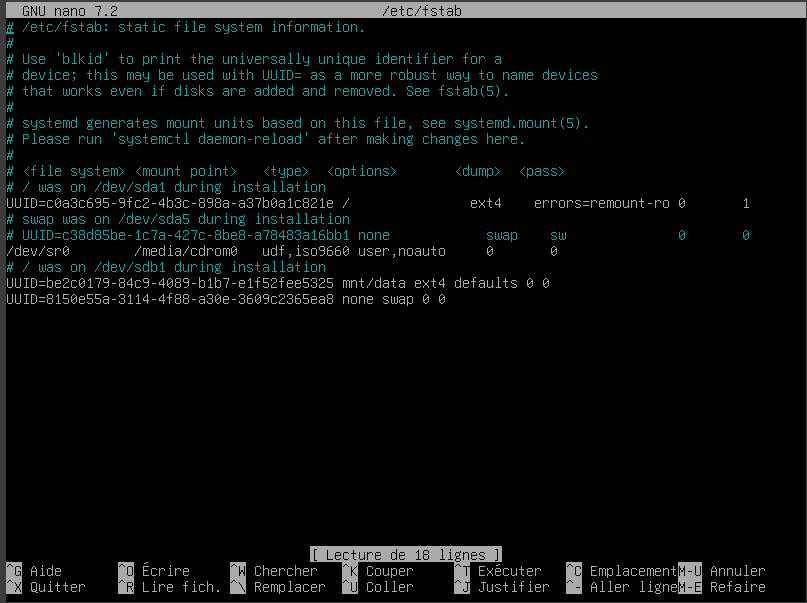 GNU nano 7.2 /etc/fstab
# /etc/fstab: static file system information.
#
# Use 'blkid' to print the universally unique identifier for a
# device; this may be used with UUID= as a more robust way to name devices
# that works even if disks are added and removed. See fstab(5).
#
# systemd generates mount units based on this file, see systemd.mount(5).
# Please run 'systemctl daemon-reload' after making changes here.
#
# <file system> <mount point>   <type>  <options>       <dump>  <pass>
# / was on /dev/sda1 during installation
UUID=c0a3c695-9fc2-4b3c-898a-a37b0a1c821e /               ext4    errors=remount-ro 0       1
# swap was on /dev/sda5 during installation
# UUID=c38d85be-1c7a-427c-8be8-a78483a16bb1 none            swap    sw              0       0
/dev/sr0        /media/cdrom0   udf,iso9660 user,noauto     0       0
# / was on /dev/sdb1 during installation
UUID=be2c0179-84c9-4089-b1b7-e1f52fee5325 mnt/data ext4 defaults 0 0
UUID=8150e55a-3114-4f88-a30e-3609c2365ea8 none swap 0 0
[ Lecture de 18 lignes ]
^G Aide ^O Écrire ^W Chercher ^K Couper ^T Exécuter ^C Emplacement M-U Annuler
^X Quitter ^R Lire fich. ^\ Remplacer ^U Coller ^J Justifier ^- Aller ligne M-E Refaire